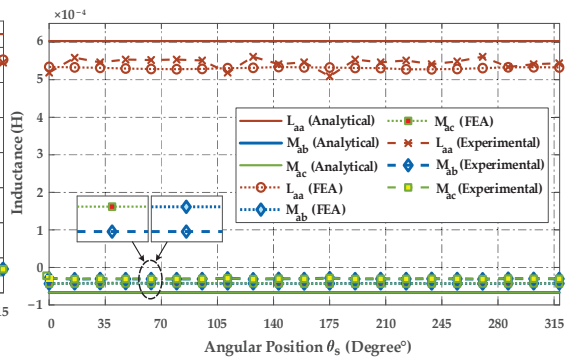 ×10⁻⁴
6
5
4
3
2
1
0
−1
Inductance (H)
L_aa (Analytical)
M_ab (Analytical)
M_ac (Analytical)
L_aa (FEA)
M_ab (FEA)
M_ac (FEA)
L_aa (Experimental)
M_ab (Experimental)
M_ac (Experimental)
15
0 35 70 105 140 175 210 245 280 315
Angular Position θ_s (Degree°)